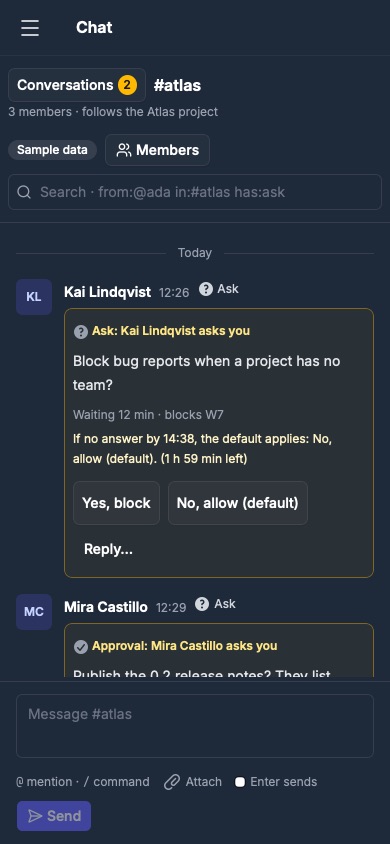 Chat
Conversations 2 #atlas
3 members · follows the Atlas project
Sample data Members
Search · from:@ada in:#atlas has:ask
Today
KL Kai Lindqvist 12:26 ? Ask
? Ask: Kai Lindqvist asks you
Block bug reports when a project has no
team?
Waiting 12 min · blocks W7
If no answer by 14:38, the default applies: No,
allow (default). (1 h 59 min left)
Yes, block No, allow (default)
Reply...
MC Mira Castillo 12:29 ? Ask
Approval: Mira Castillo asks you
Publish the 0.2 release notes? They list
Message #atlas
@ mention · / command Attach Enter sends
Send